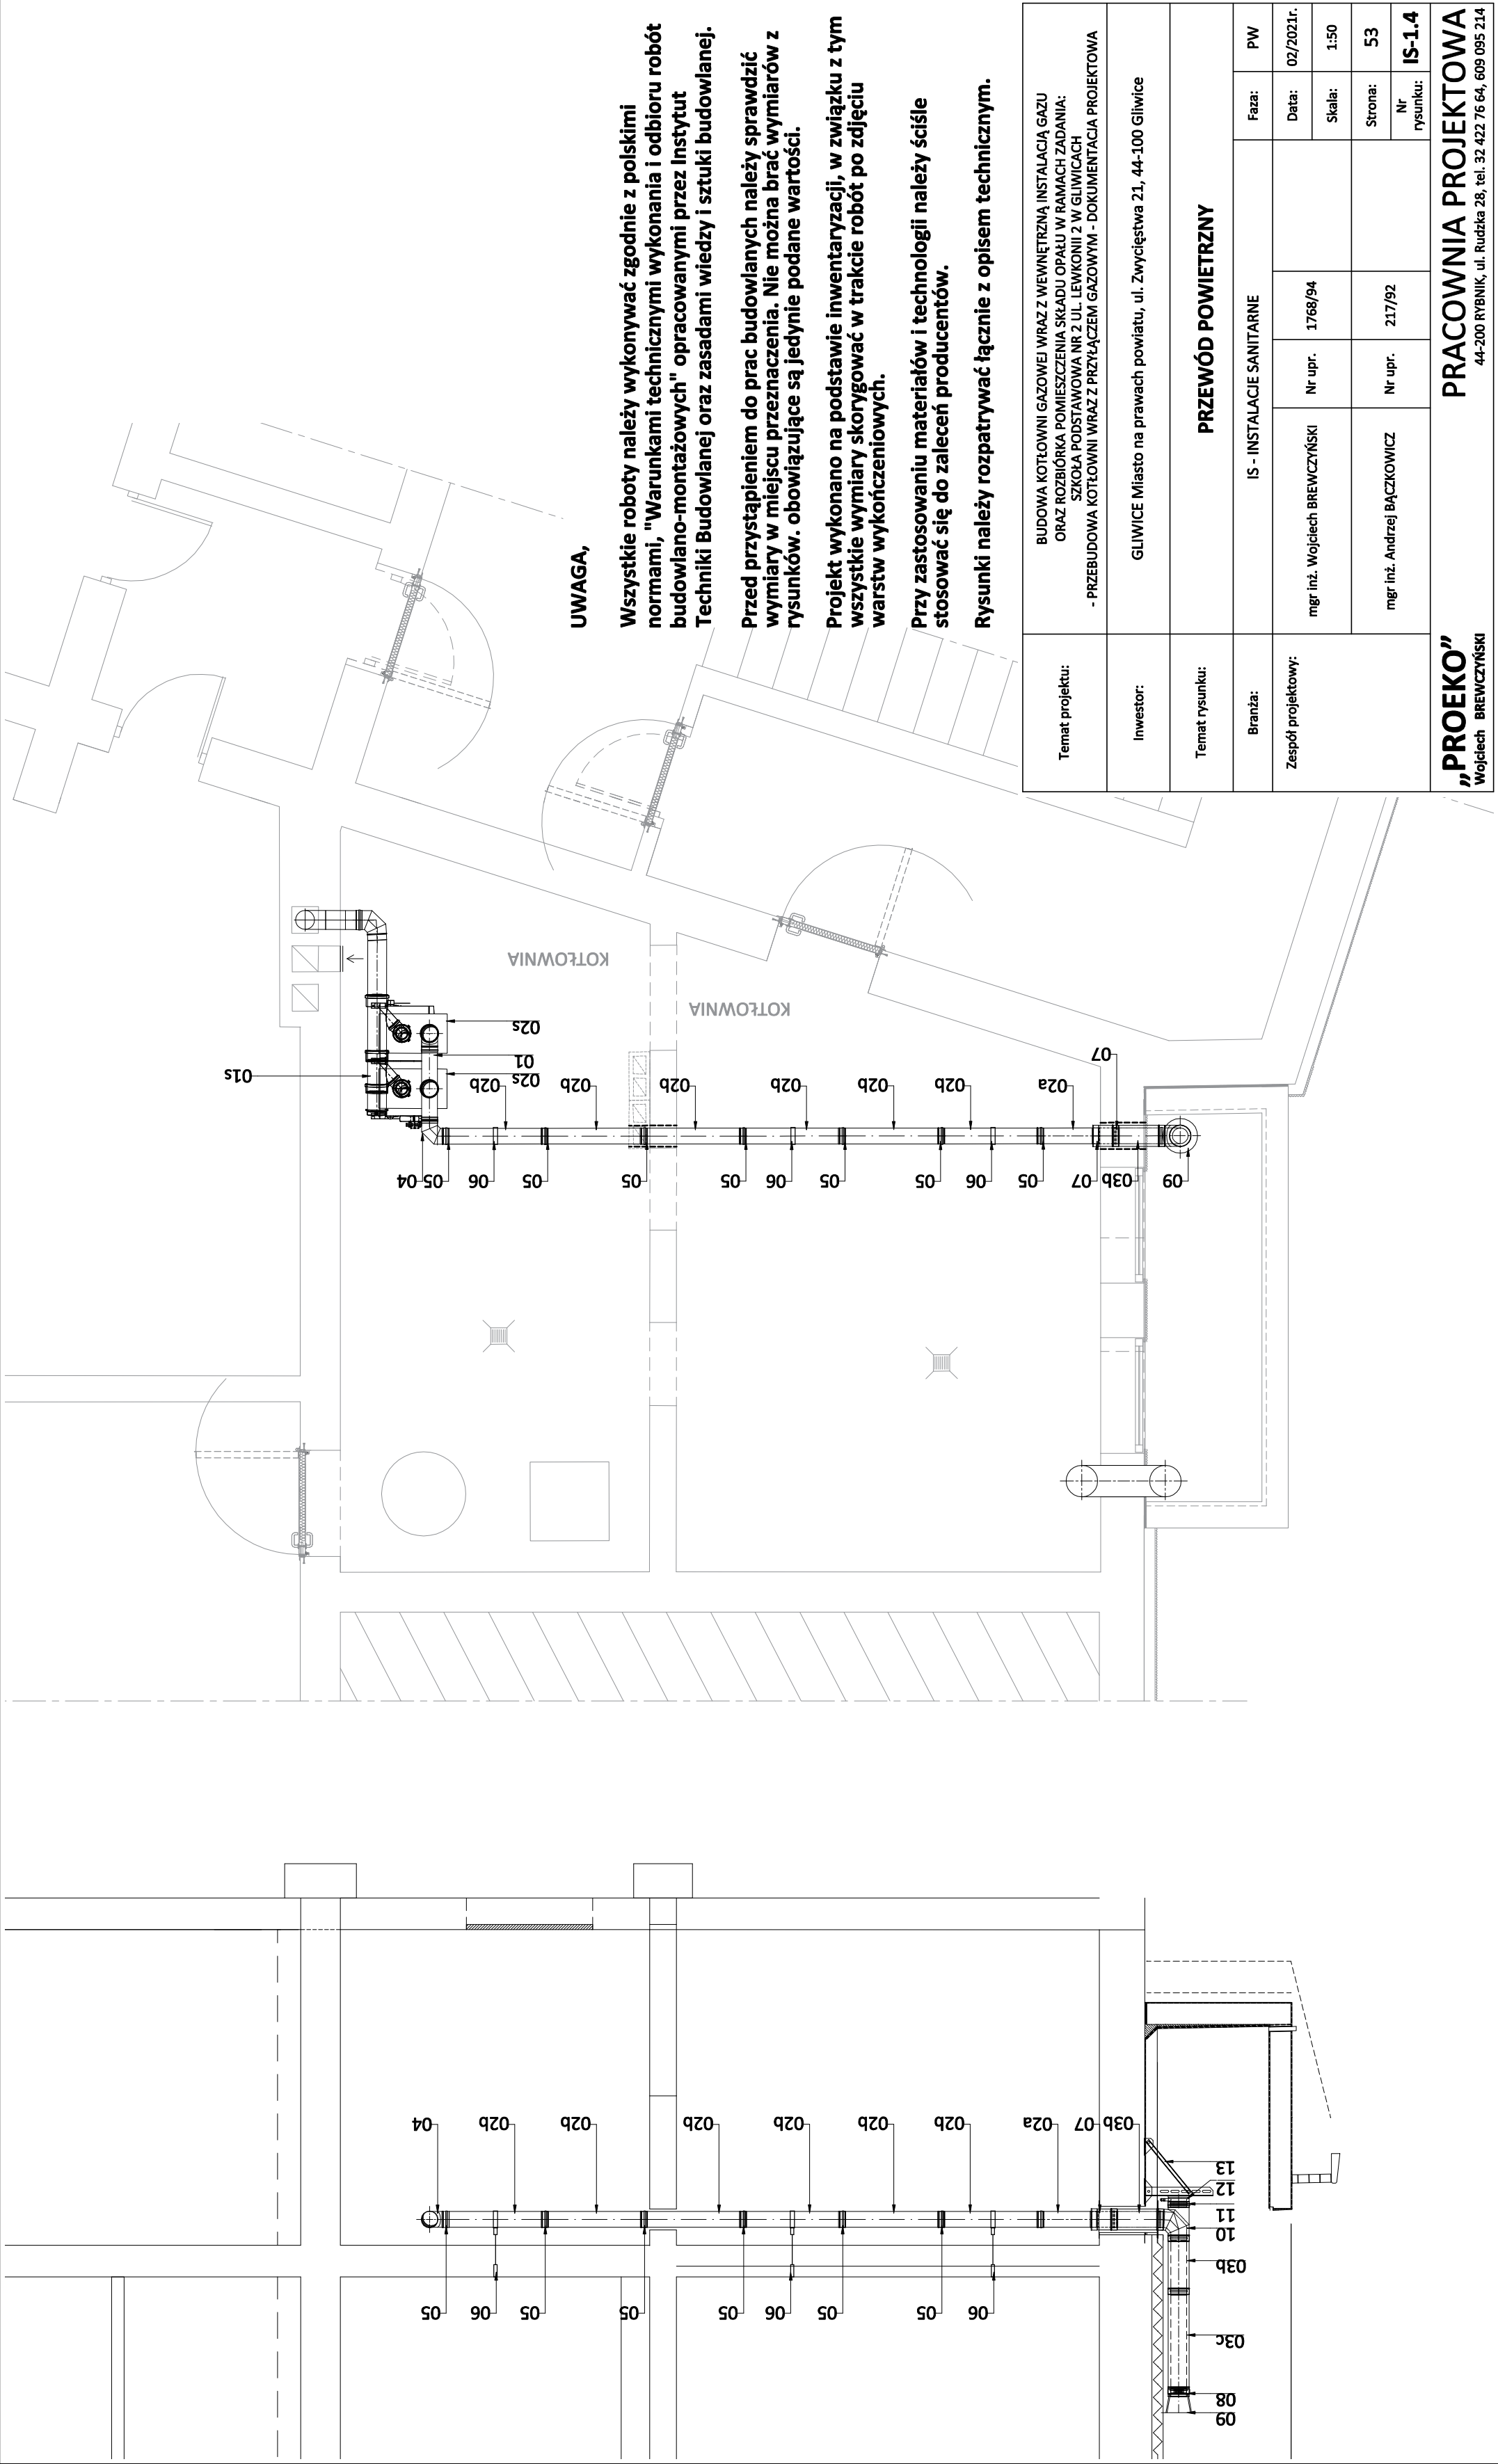 UWAGA,
Wszystkie roboty należy wykonywać zgodnie z polskimi
normami, "Warunkami technicznymi wykonania i odbioru robót
budowlano-montażowych" opracowanymi przez Instytut
Techniki Budowlanej oraz zasadami wiedzy i sztuki budowlanej.
Przed przystąpieniem do prac budowlanych należy sprawdzić
wymiary w miejscu przeznaczenia. Nie można brać wymiarów z
rysunków. obowiązujące są jedynie podane wartości.
Projekt wykonano na podstawie inwentaryzacji, w związku z tym
wszystkie wymiary skorygować w trakcie robót po zdjęciu
warstw wykończeniowych.
Przy zastosowaniu materiałów i technologii należy ściśle
stosować się do zaleceń producentów.
Rysunki należy rozpatrywać łącznie z opisem technicznym.
Temat projektu:
BUDOWA KOTŁOWNI GAZOWEJ WRAZ Z WEWNĘTRZNĄ INSTALACJĄ GAZU
ORAZ ROZBIÓRKA POMIESZCZENIA SKŁADU OPAŁU W RAMACH ZADANIA:
SZKOŁA PODSTAWOWA NR 2 UL. LEWKONII 2 W GLIWICACH
- PRZEBUDOWA KOTŁOWNI WRAZ Z PRZYŁĄCZEM GAZOWYM - DOKUMENTACJA PROJEKTOWA
Inwestor:
GLIWICE Miasto na prawach powiatu, ul. Zwycięstwa 21, 44-100 Gliwice
Temat rysunku:
PRZEWÓD POWIETRZNY
Branża:
IS - INSTALACJE SANITARNE
Faza:
PW
Zespół projektowy:
mgr inż. Wojciech BREWCZYŃSKI
Nr upr.
1768/94
Data:
02/2021r.
Skala:
1:50
mgr inż. Andrzej BĄCZKOWICZ
Nr upr.
217/92
Strona:
53
Nr
rysunku:
IS-1.4
„PROEKO”
Wojciech BREWCZYŃSKI
PRACOWNIA PROJEKTOWA
44-200 RYBNIK, ul. Rudzka 28, tel. 32 422 76 64, 609 095 214
KOTŁOWNIA
KOTŁOWNIA
01s
02s
01
02s
02b
02b
02b
02b
02b
02b
02a
07
04
05
06
05
05
05
06
05
05
06
05
07
03b
09
04
02b
02b
02b
02b
02b
02b
02a
07
03b
05
06
05
05
05
06
05
05
06
13
12
11
10
03b
03c
08
09